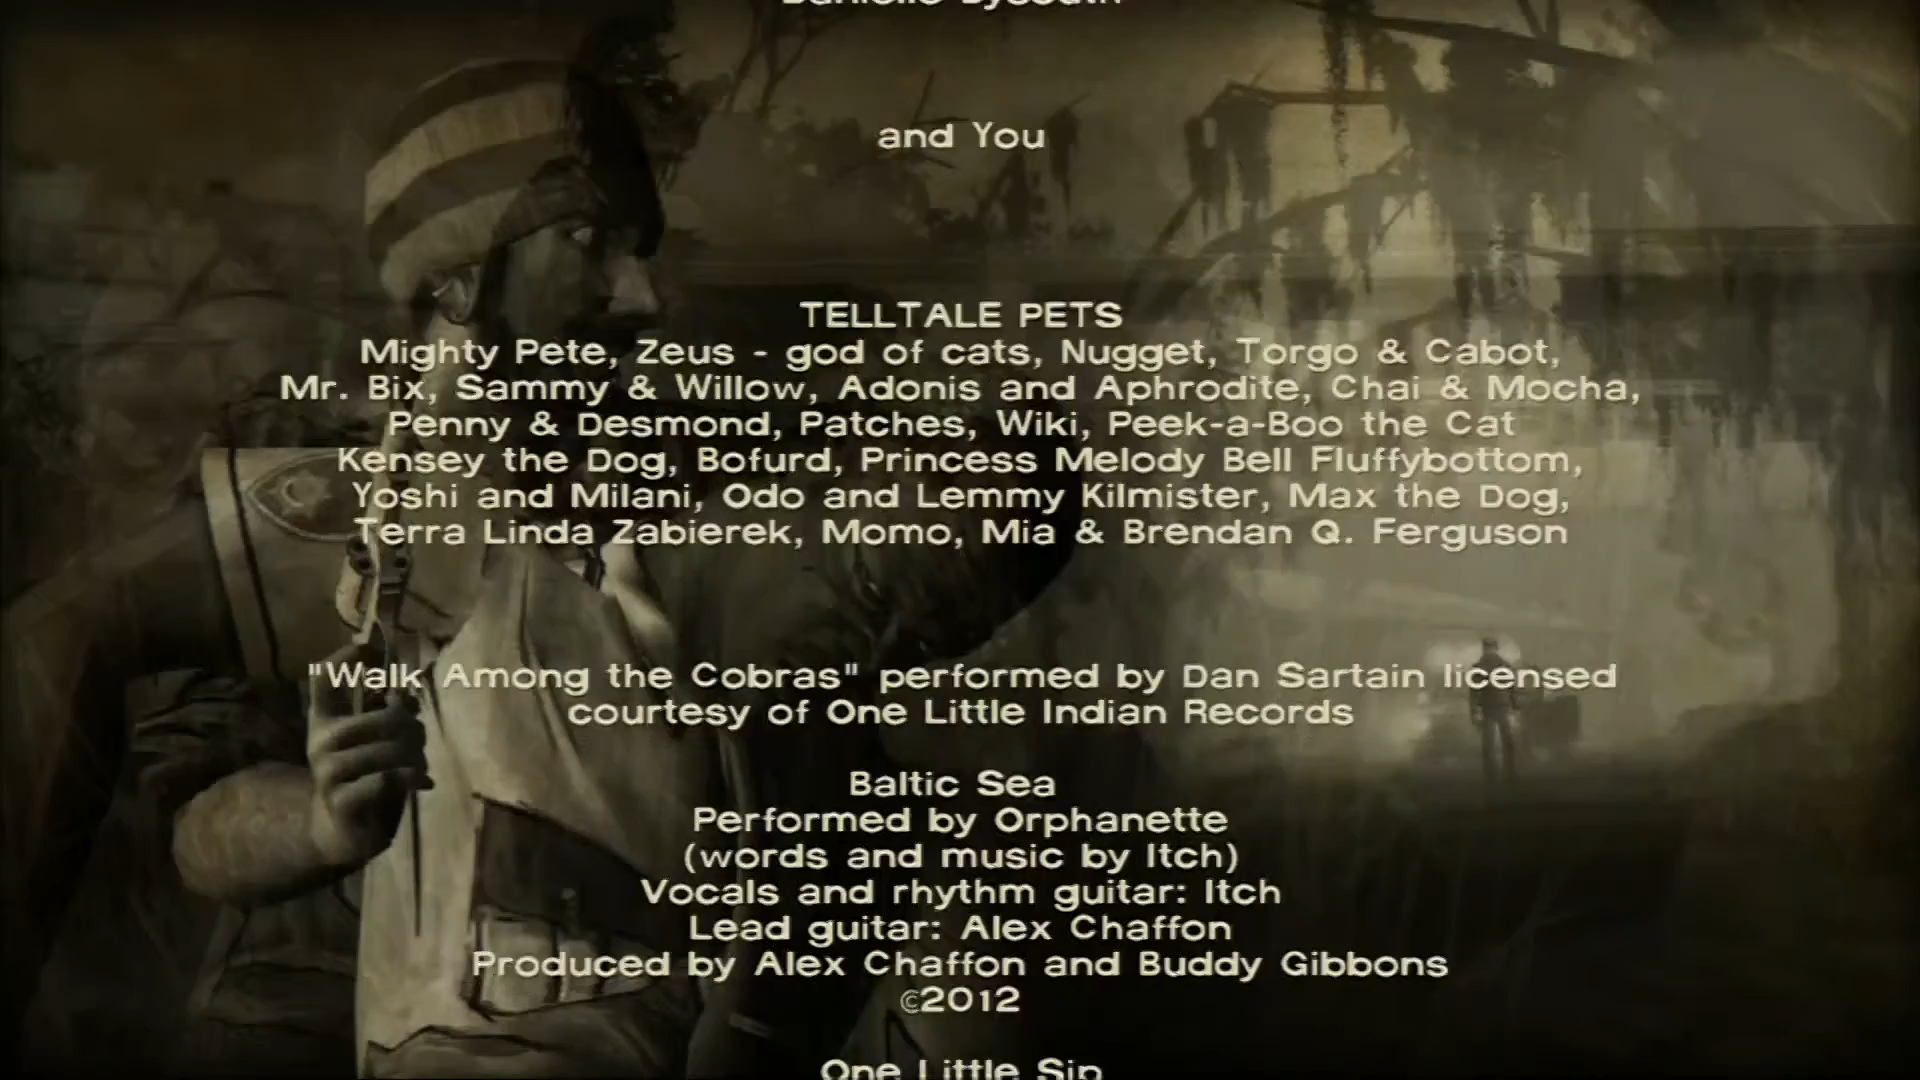 Danielle Bysouth
and You
TELLTALE PETS
Mighty Pete, Zeus - god of cats, Nugget, Torgo & Cabot,
Mr. Bix, Sammy & Willow, Adonis and Aphrodite, Chai & Mocha,
Penny & Desmond, Patches, Wiki, Peek-a-Boo the Cat
Kensey the Dog, Bofurd, Princess Melody Bell Fluffybottom,
Yoshi and Milani, Odo and Lemmy Kilmister, Max the Dog,
Terra Linda Zabierek, Momo, Mia & Brendan Q. Ferguson
"Walk Among the Cobras" performed by Dan Sartain licensed
courtesy of One Little Indian Records
Baltic Sea
Performed by Orphanette
(words and music by Itch)
Vocals and rhythm guitar: Itch
Lead guitar: Alex Chaffon
Produced by Alex Chaffon and Buddy Gibbons
©2012
One Little Sip